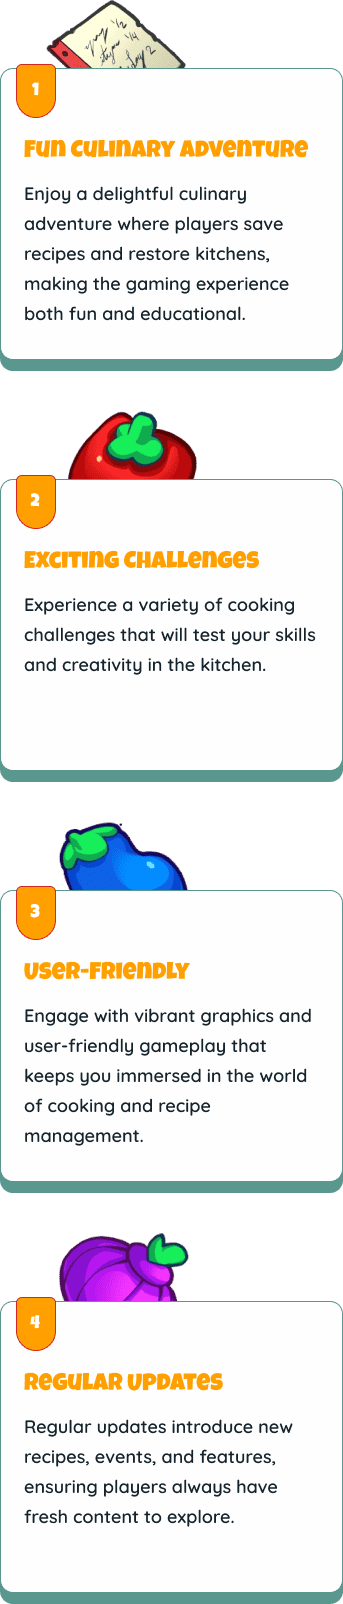 1
Fun Culinary Adventure
Enjoy a delightful culinary
adventure where players save
recipes and restore kitchens,
making the gaming experience
both fun and educational.
2
Exciting Challenges
Experience a variety of cooking
challenges that will test your skills
and creativity in the kitchen.
3
User-Friendly
Engage with vibrant graphics and
user-friendly gameplay that
keeps you immersed in the world
of cooking and recipe
management.
4
Regular Updates
Regular updates introduce new
recipes, events, and features,
ensuring players always have
fresh content to explore.